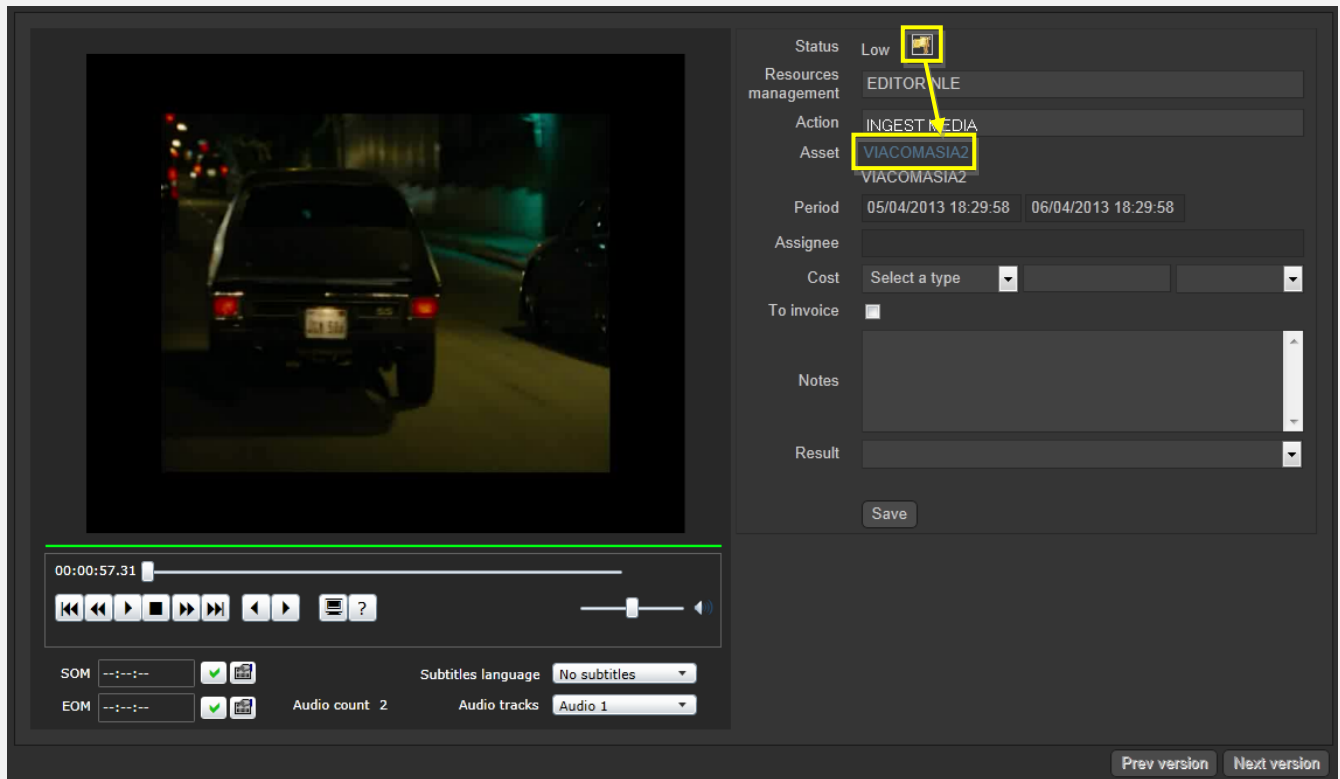 Status Low
Resources management EDITOR NLE
Action INGEST MEDIA
Asset VIACOMASIA2
VIACOMASIA2
Period 05/04/2013 18:29:58 06/04/2013 18:29:58
Assignee
Cost Select a type
To invoice
Notes
Result
Save
00:00:57.31
?
SOM --:--:-- Subtitles language No subtitles
EOM --:--:-- Audio count 2 Audio tracks Audio 1
Prev version Next version